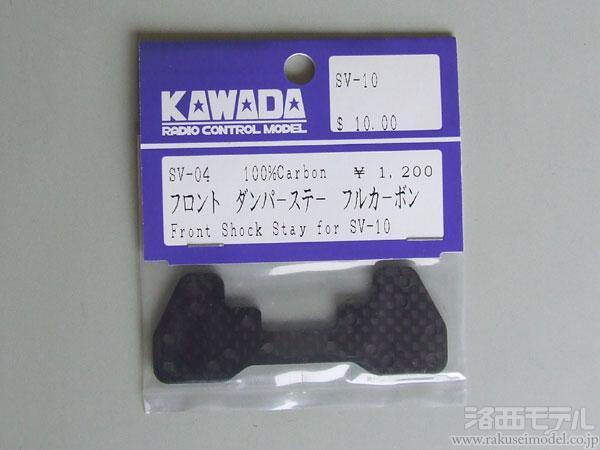 KAWADA
RADIO CONTROL MODEL
SV-10
$ 10.00
SV-04 100%Carbon ¥ 1,200
フロント ダンパーステー フルカーボン
Front Shock Stay for SV-10
洛西モデル
www.rakuseimodel.co.jp